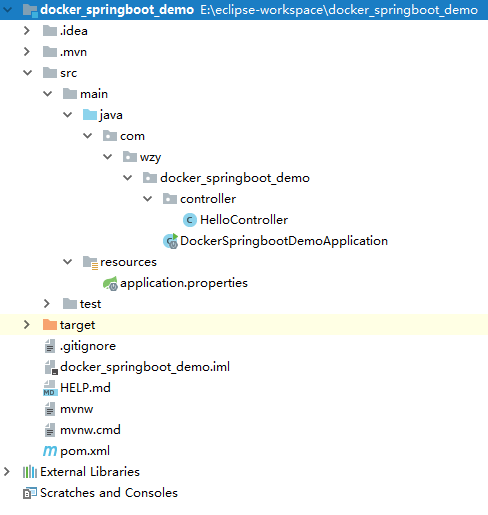 docker_springboot_demo E:\eclipse-workspace\docker_springboot_demo
.idea
.mvn
src
main
java
com
wzy
docker_springboot_demo
controller
C HelloController
DockerSpringbootDemoApplication
resources
application.properties
test
target
.gitignore
docker_springboot_demo.iml
MD HELP.md
mvnw
mvnw.cmd
m pom.xml
External Libraries
Scratches and Consoles